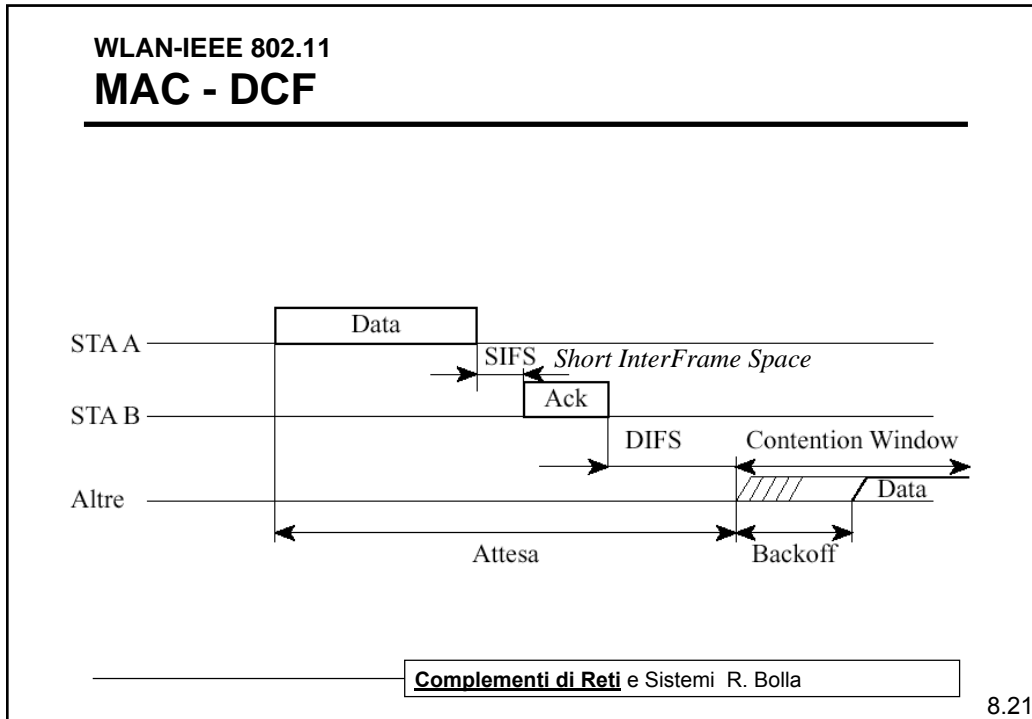 WLAN-IEEE 802.11
MAC - DCF
Data
STA A
SIFS Short InterFrame Space
Ack
STA B
DIFS Contention Window
Data
Altre
Attesa Backoff
Complementi di Reti e Sistemi R. Bolla
8.21